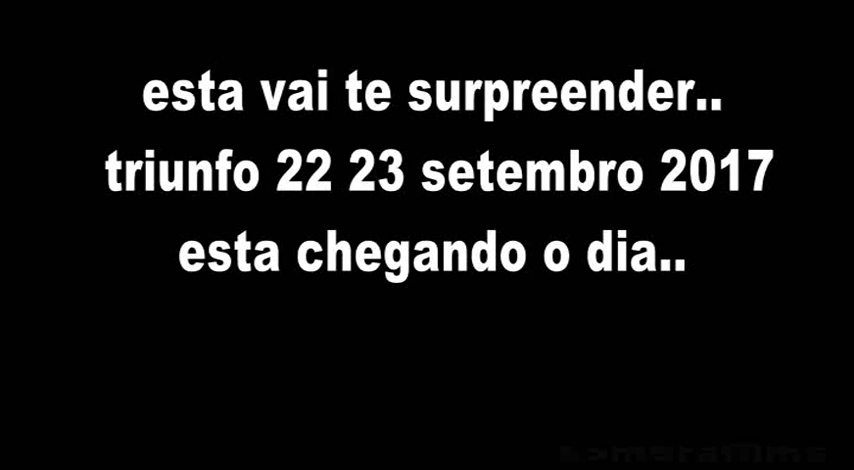 esta vai te surpreender..
triunfo 22 23 setembro 2017
esta chegando o dia..